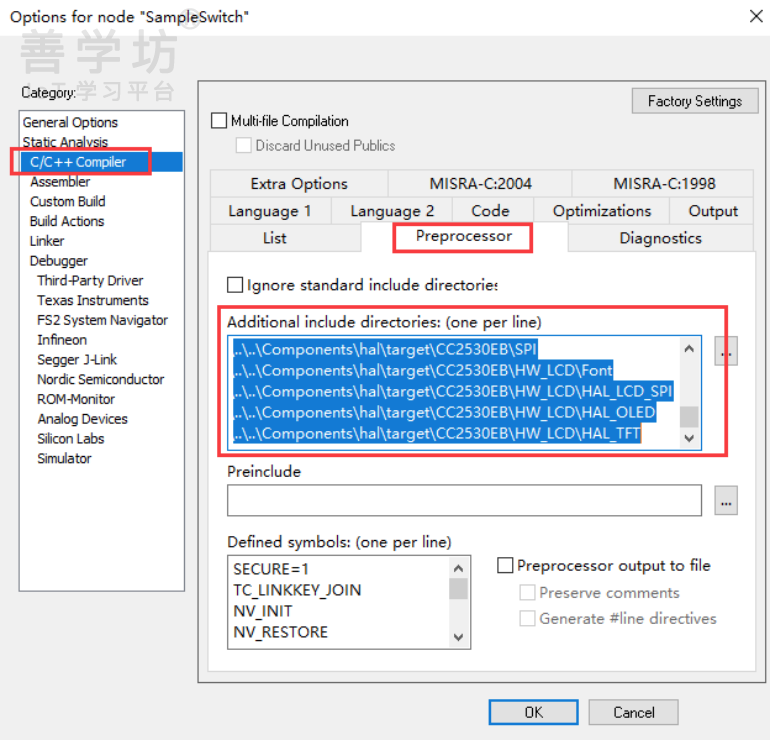 Options for node "SampleSwitch"
善学坊
学习平台
Category:
General Options
Static Analysis
C/C++ Compiler
Assembler
Custom Build
Build Actions
Linker
Debugger
Third-Party Driver
Texas Instruments
FS2 System Navigator
Infineon
Segger J-Link
Nordic Semiconductor
ROM-Monitor
Analog Devices
Silicon Labs
Simulator
Factory Settings
Multi-file Compilation
Discard Unused Publics
Extra Options MISRA-C:2004 MISRA-C:1998
Language 1 Language 2 Code Optimizations Output
List Preprocessor Diagnostics
Ignore standard include directories
Additional include directories: (one per line)
..\..\Components\hal\target\CC2530EB\SPI
..\..\Components\hal\target\CC2530EB\HW_LCD\Font
..\..\Components\hal\target\CC2530EB\HW_LCD\HAL_LCD_SPI
..\..\Components\hal\target\CC2530EB\HW_LCD\HAL_OLED
..\..\Components\hal\target\CC2530EB\HW_LCD\HAL_TFT
...
Preinclude
...
Defined symbols: (one per line)
SECURE=1
TC_LINKKEY_JOIN
NV_INIT
NV_RESTORE
Preprocessor output to file
Preserve comments
Generate #line directives
OK Cancel